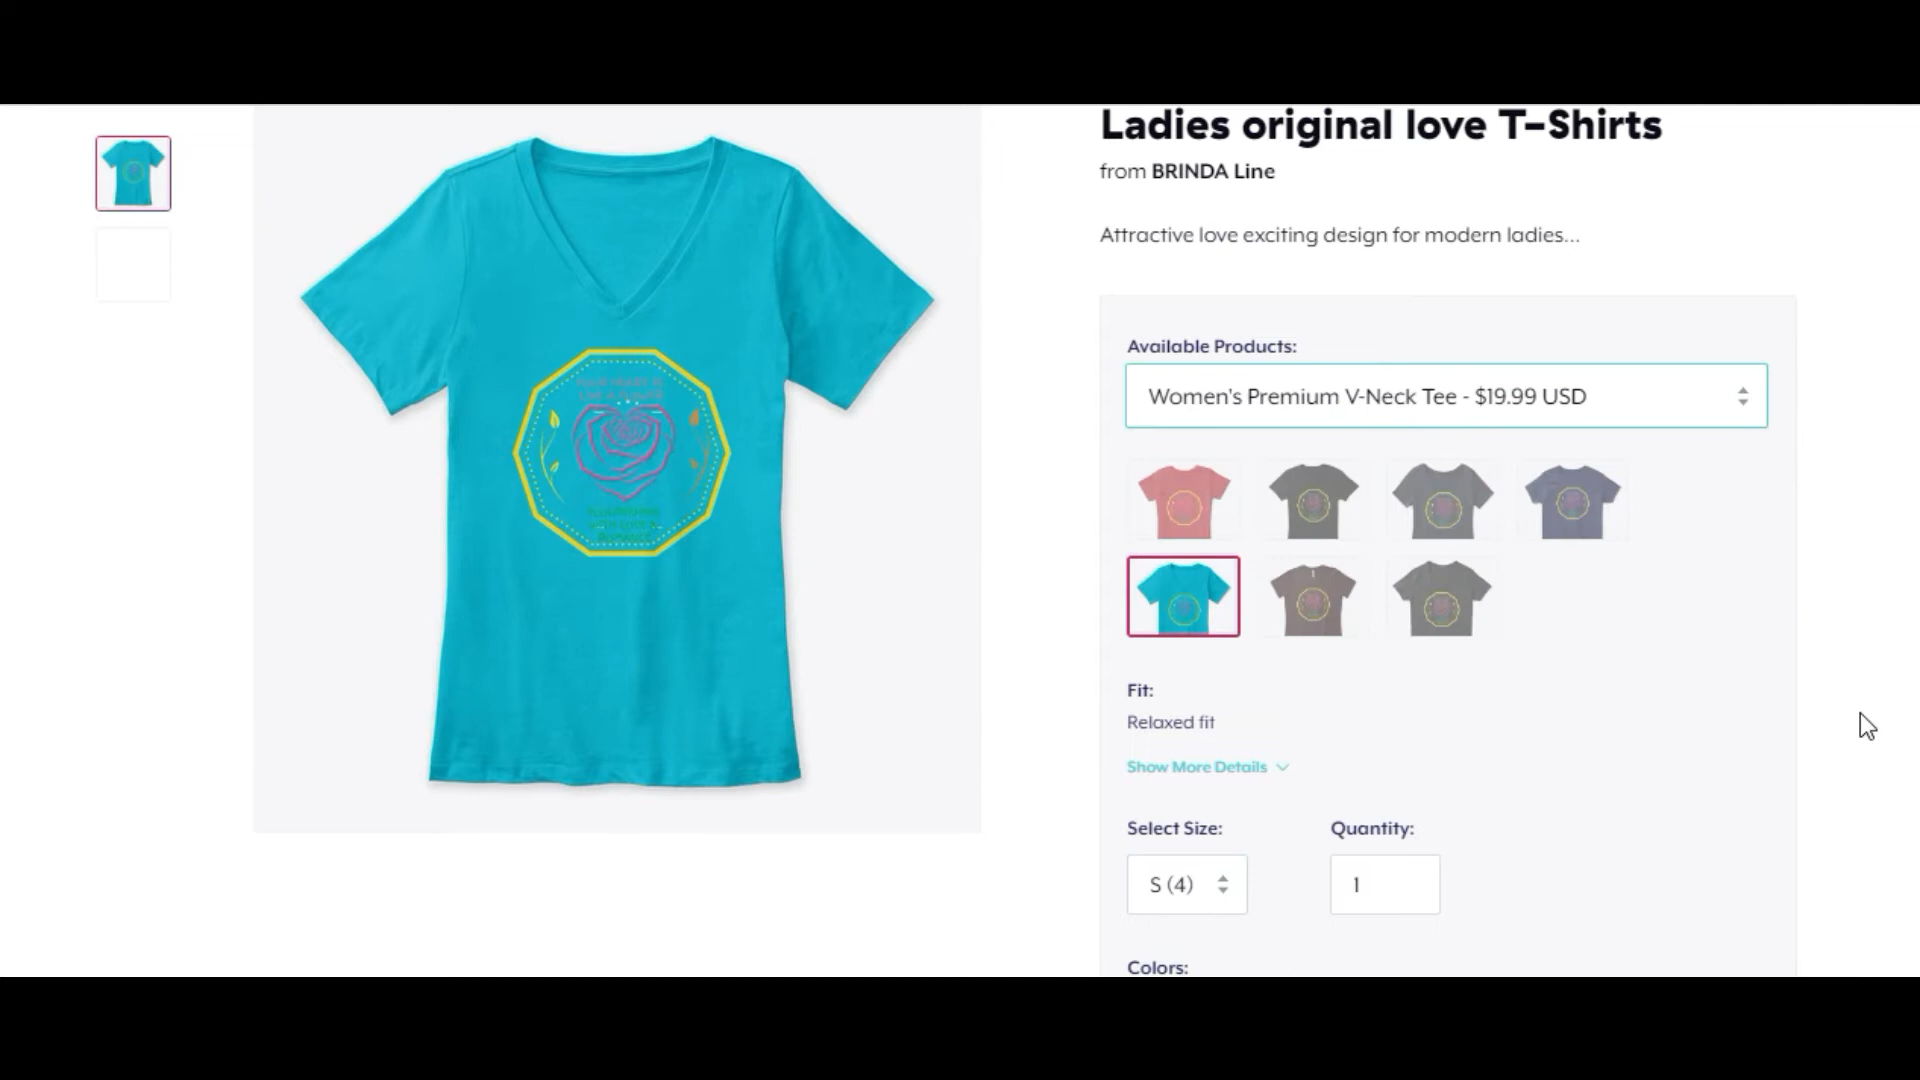 Ladies original love T-Shirts
from BRINDA Line
Attractive love exciting design for modern ladies...
Available Products:
Women's Premium V-Neck Tee - $19.99 USD
Fit:
Relaxed fit
Show More Details
Select Size:
Quantity:
S (4)
1
Colors: